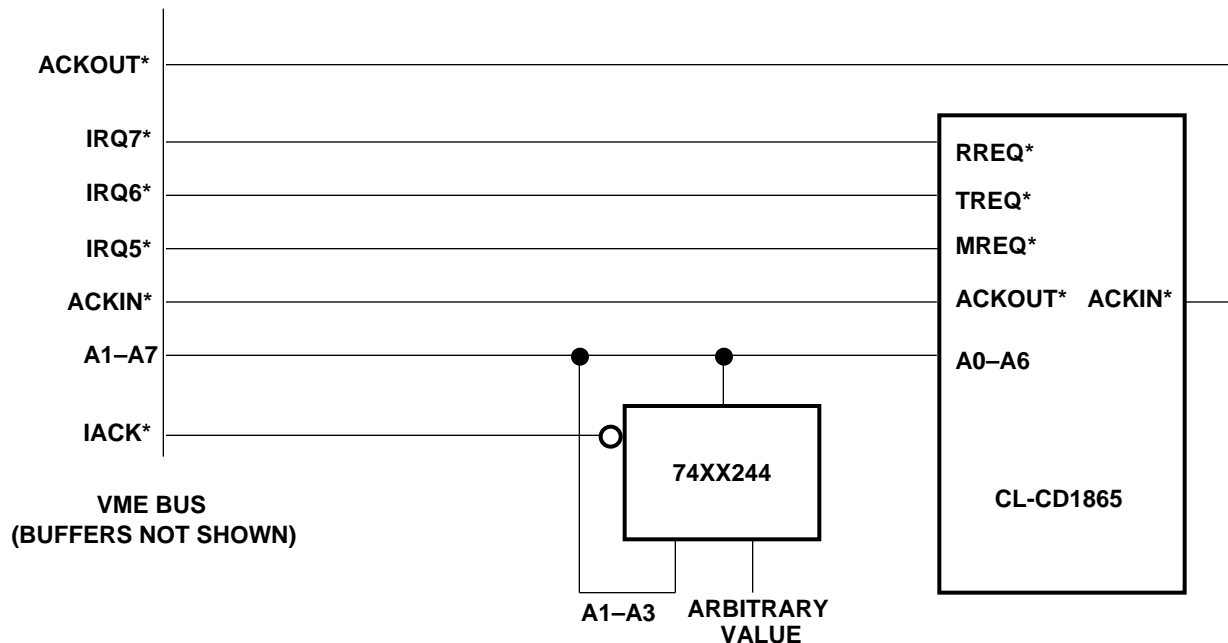 ACKOUT*
IRQ7*
RREQ*
IRQ6*
TREQ*
IRQ5*
MREQ*
ACKIN*
ACKOUT* ACKIN*
A1–A7
A0–A6
IACK*
74XX244
CL-CD1865
VME BUS
(BUFFERS NOT SHOWN)
A1–A3
ARBITRARY
VALUE